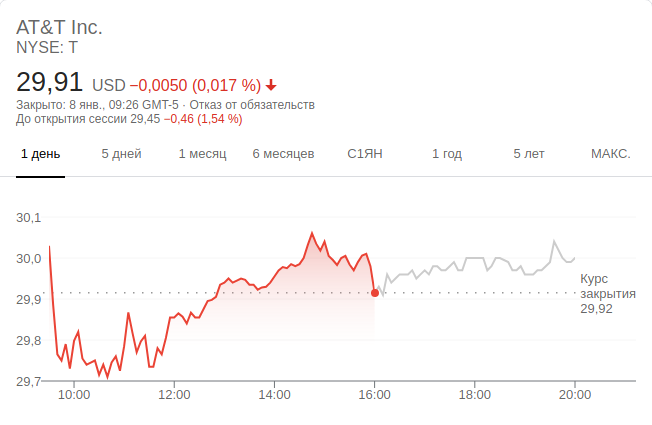 AT&T Inc.
NYSE: T
29,91 USD −0,0050 (0,017 %)
Закрыто: 8 янв., 09:26 GMT-5 · Отказ от обязательств
До открытия сессии 29,45 −0,46 (1,54 %)
1 день 5 дней 1 месяц 6 месяцев С1ЯН 1 год 5 лет МАКС.
30,1
30,0
29,9
29,8
29,7
Курс
закрытия
29,92
10:00 12:00 14:00 16:00 18:00 20:00